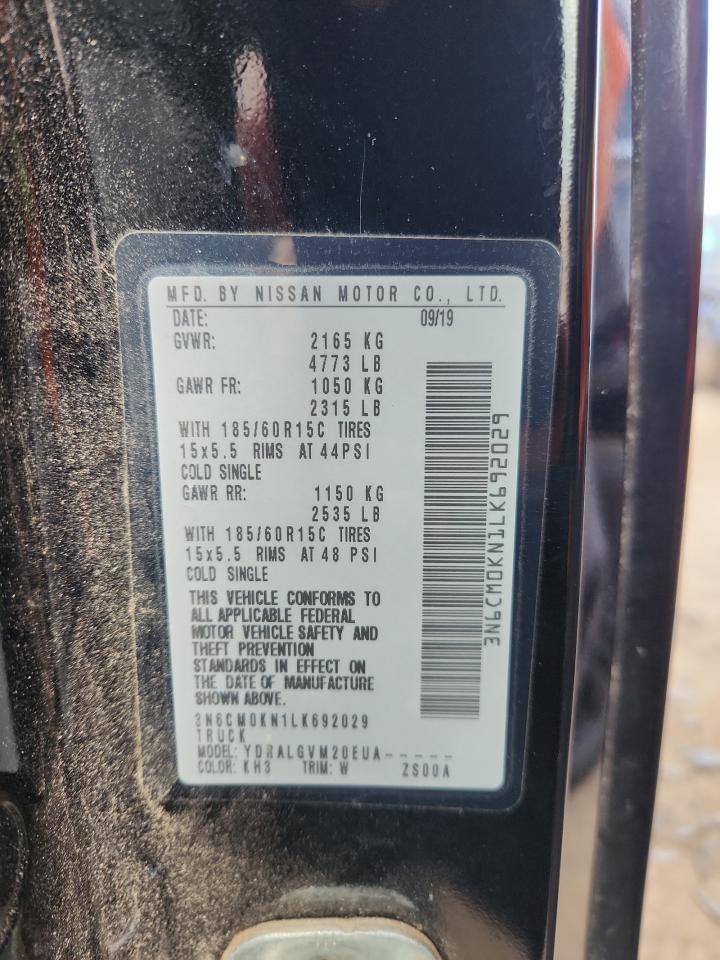 MFD. BY NISSAN MOTOR CO., LTD.
DATE: 09/19
GVWR: 2165 KG
4773 LB
GAWR FR: 1050 KG
2315 LB
WITH 185/60R15C TIRES
15x5.5 RIMS AT 44PSI
COLD SINGLE
GAWR RR: 1150 KG
2535 LB
WITH 185/60R15C TIRES
15x5.5 RIMS AT 48 PSI
COLD SINGLE
THIS VEHICLE CONFORMS TO
ALL APPLICABLE FEDERAL
MOTOR VEHICLE SAFETY AND
THEFT PREVENTION
STANDARDS IN EFFECT ON
THE DATE OF MANUFACTURE
SHOWN ABOVE.
3N6CM0KN1LK692029
TRUCK
MODEL: YDRALGVM20EUA-----
COLOR: KH3 TRIM: W ZS00A
3N6CM0KN1LK692029